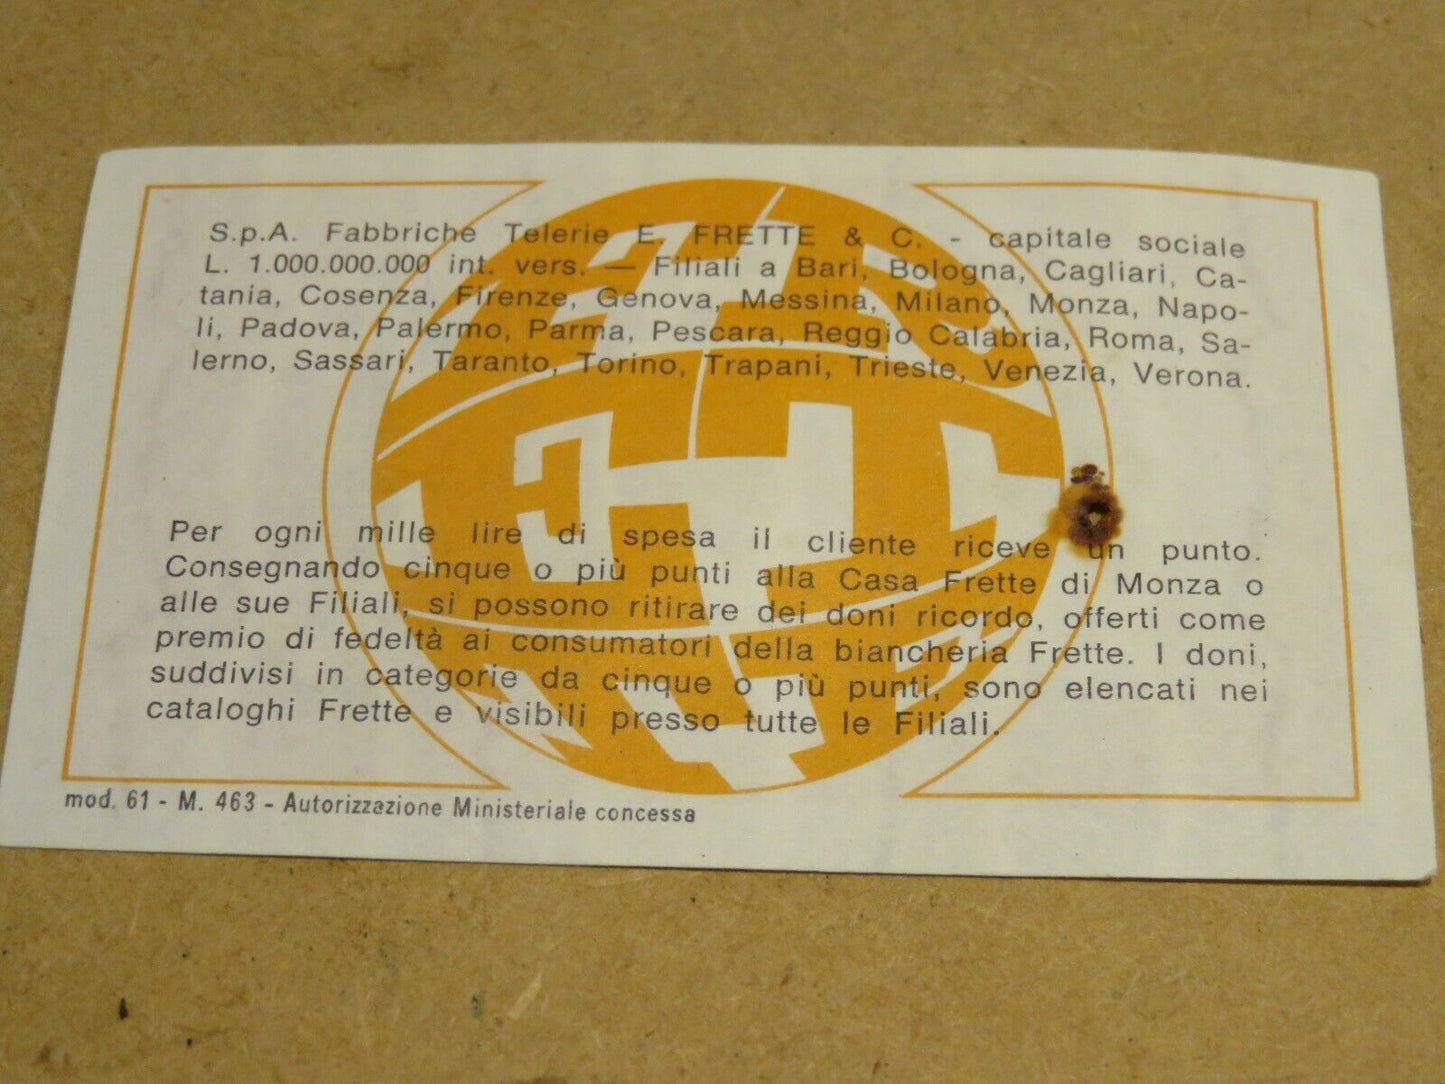 S.p.A. Fabbriche Telerie E. FRETTE & C. - capitale sociale
L. 1.000.000.000 int. vers. — Filiali a Bari, Bologna, Cagliari, Ca-
tania, Cosenza, Firenze, Genova, Messina, Milano, Monza, Napo-
li, Padova, Palermo, Parma, Pescara, Reggio Calabria, Roma, Sa-
lerno, Sassari, Taranto, Torino, Trapani, Trieste, Venezia, Verona.
Per ogni mille lire di spesa il cliente riceve un punto.
Consegnando cinque o più punti alla Casa Frette di Monza o
alle sue Filiali, si possono ritirare dei doni ricordo, offerti come
premio di fedeltà ai consumatori della biancheria Frette. I doni,
suddivisi in categorie da cinque o più punti, sono elencati nei
cataloghi Frette e visibili presso tutte le Filiali.
mod. 61 - M. 463 - Autorizzazione Ministeriale concessa